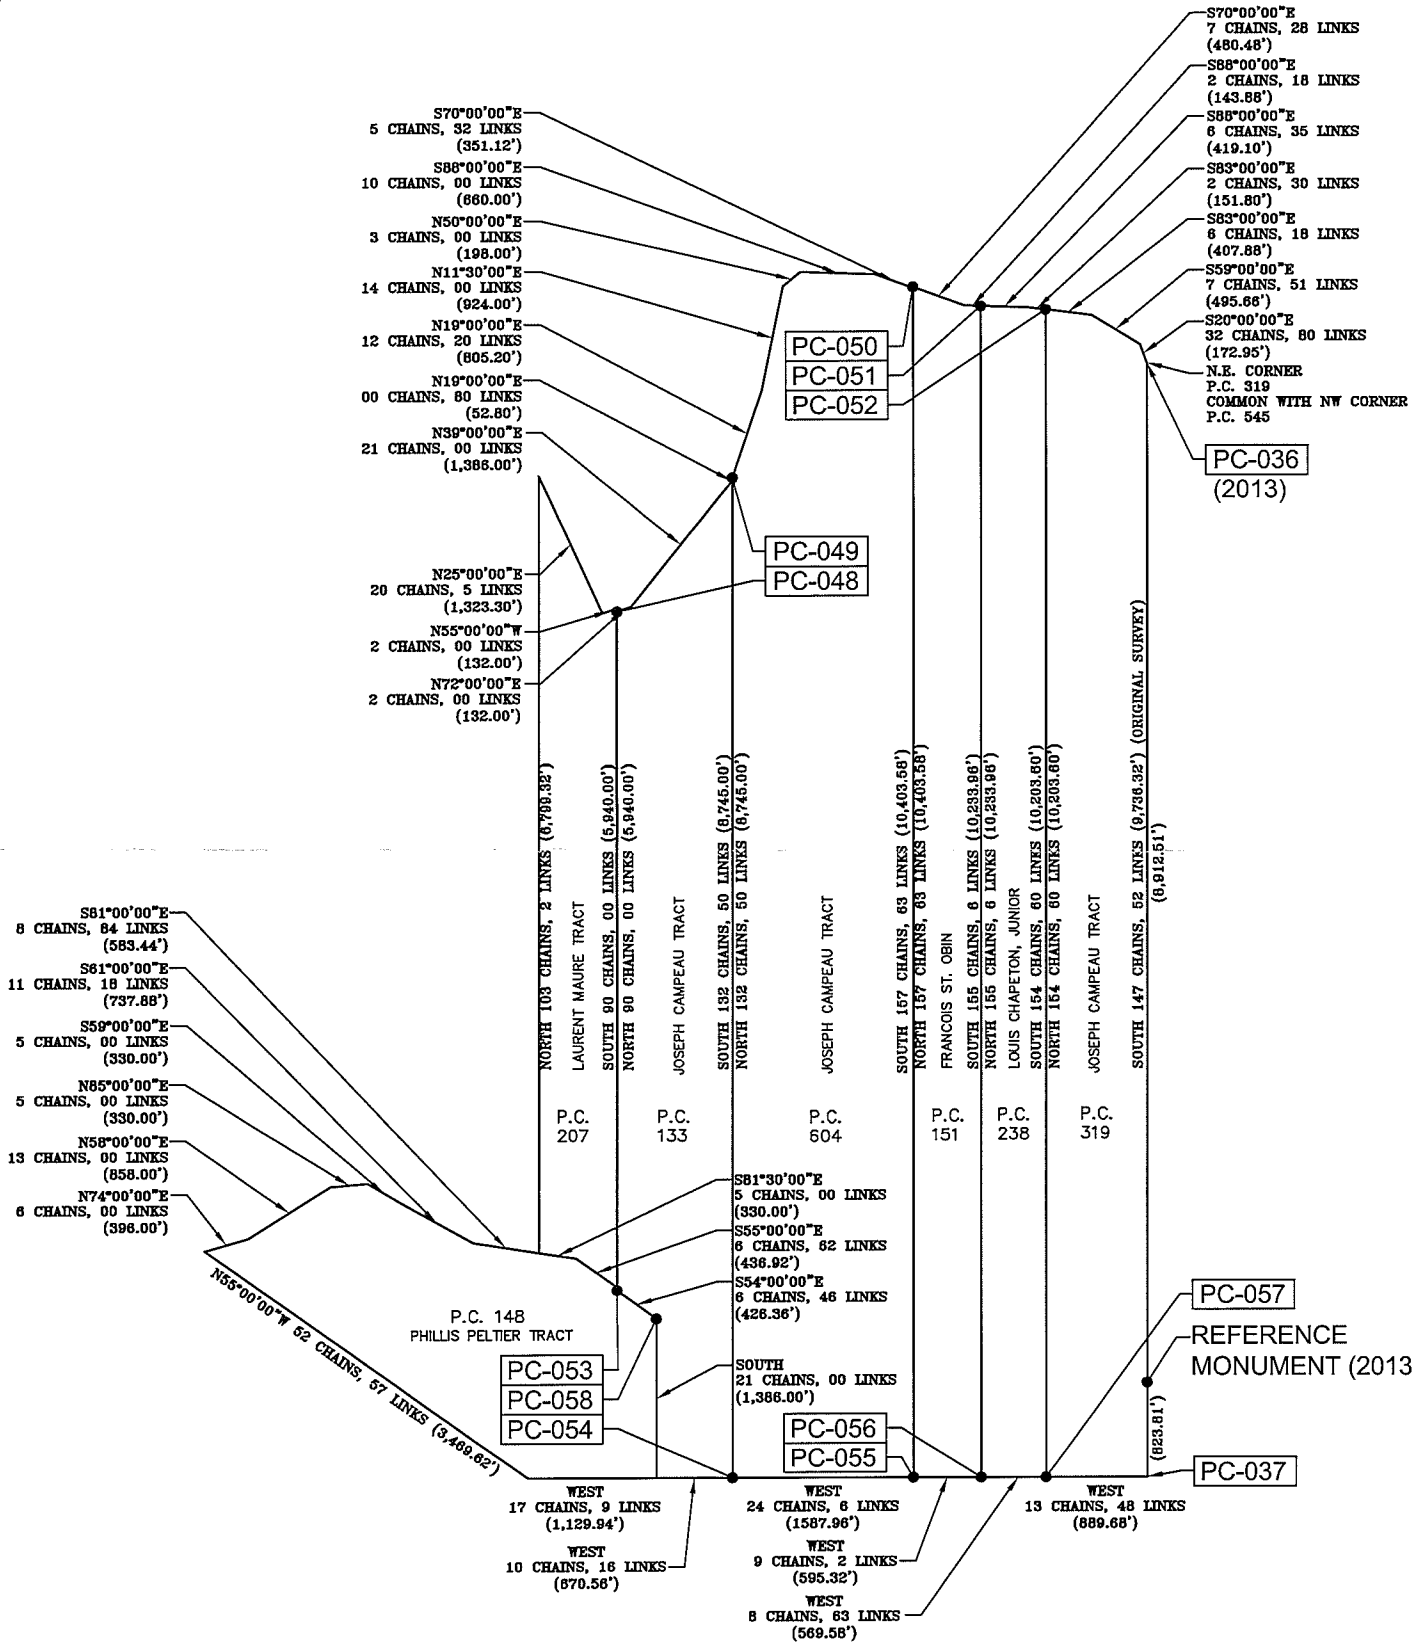 S70°00'00"E
7 CHAINS, 28 LINKS
(480.48')
S88°00'00"E
2 CHAINS, 18 LINKS
(143.88')
S88°00'00"E
6 CHAINS, 35 LINKS
(419.10')
S83°00'00"E
2 CHAINS, 30 LINKS
(151.80')
S83°00'00"E
6 CHAINS, 18 LINKS
(407.88')
S59°00'00"E
7 CHAINS, 51 LINKS
(495.66')
S20°00'00"E
32 CHAINS, 80 LINKS
(172.95')
N.E. CORNER
P.C. 319
COMMON WITH NW CORNER
P.C. 545
PC-036
(2013)
S70°00'00"E
5 CHAINS, 32 LINKS
(351.12')
S88°00'00"E
10 CHAINS, 00 LINKS
(660.00')
N50°00'00"E
3 CHAINS, 00 LINKS
(198.00')
N11°30'00"E
14 CHAINS, 00 LINKS
(924.00')
N19°00'00"E
12 CHAINS, 20 LINKS
(805.20')
N19°00'00"E
00 CHAINS, 80 LINKS
(52.80')
N39°00'00"E
21 CHAINS, 00 LINKS
(1,386.00')
PC-050
PC-051
PC-052
PC-049
PC-048
N25°00'00"E
20 CHAINS, 5 LINKS
(1,323.30')
N55°00'00"W
2 CHAINS, 00 LINKS
(132.00')
N72°00'00"E
2 CHAINS, 00 LINKS
(132.00')
NORTH 103 CHAINS, 2 LINKS (6,799.32')
LAURENT MAURE TRACT
SOUTH 90 CHAINS, 00 LINKS (5,940.00')
NORTH 90 CHAINS, 00 LINKS (5,940.00')
JOSEPH CAMPEAU TRACT
SOUTH 132 CHAINS, 50 LINKS (8,745.00')
NORTH 132 CHAINS, 50 LINKS (8,745.00')
JOSEPH CAMPEAU TRACT
SOUTH 157 CHAINS, 63 LINKS (10,403.58')
NORTH 157 CHAINS, 63 LINKS (10,403.58')
FRANCOIS ST. OBIN
SOUTH 155 CHAINS, 6 LINKS (10,233.96')
NORTH 155 CHAINS, 6 LINKS (10,233.96')
LOUIS CHAPETON, JUNIOR
SOUTH 154 CHAINS, 60 LINKS (10,203.60')
NORTH 154 CHAINS, 60 LINKS (10,203.60')
JOSEPH CAMPEAU TRACT
SOUTH 147 CHAINS, 52 LINKS (9,736.32') (ORIGINAL SURVEY)
(8,912.51')
P.C.
207
P.C.
133
P.C.
604
P.C.
151
P.C.
238
P.C.
319
S81°00'00"E
8 CHAINS, 84 LINKS
(583.44')
S61°00'00"E
11 CHAINS, 18 LINKS
(737.88')
S59°00'00"E
5 CHAINS, 00 LINKS
(330.00')
N85°00'00"E
5 CHAINS, 00 LINKS
(330.00')
N58°00'00"E
13 CHAINS, 00 LINKS
(858.00')
N74°00'00"E
6 CHAINS, 00 LINKS
(396.00')
S81°30'00"E
5 CHAINS, 00 LINKS
(330.00')
S55°00'00"E
6 CHAINS, 62 LINKS
(436.92')
S54°00'00"E
6 CHAINS, 46 LINKS
(426.36')
SOUTH
21 CHAINS, 00 LINKS
(1,386.00')
N55°00'00"W 52 CHAINS, 57 LINKS (3,469.62')
P.C. 148
PHILLIS PELTIER TRACT
PC-053
PC-058
PC-054
PC-056
PC-055
PC-057
REFERENCE
MONUMENT (2013
(823.81')
PC-037
WEST
17 CHAINS, 9 LINKS
(1,129.94')
WEST
10 CHAINS, 16 LINKS
(670.56')
WEST
24 CHAINS, 6 LINKS
(1587.96')
WEST
9 CHAINS, 2 LINKS
(595.32')
WEST
8 CHAINS, 63 LINKS
(569.58')
WEST
13 CHAINS, 48 LINKS
(889.68')